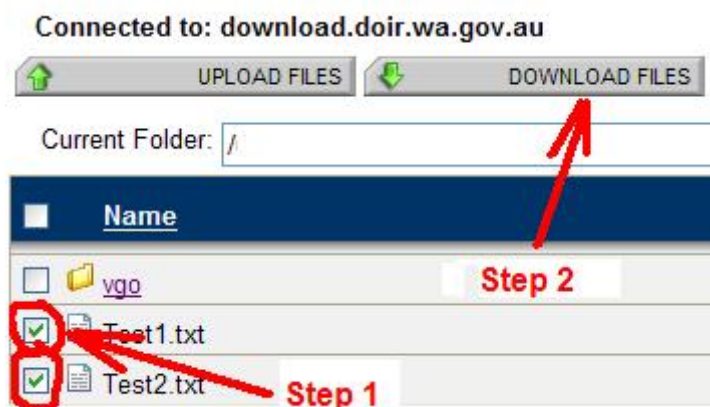 Connected to: download.doir.wa.gov.au
UPLOAD FILES DOWNLOAD FILES
Current Folder: /
Name
vgo
Step 2
Test1.txt
Test2.txt
Step 1